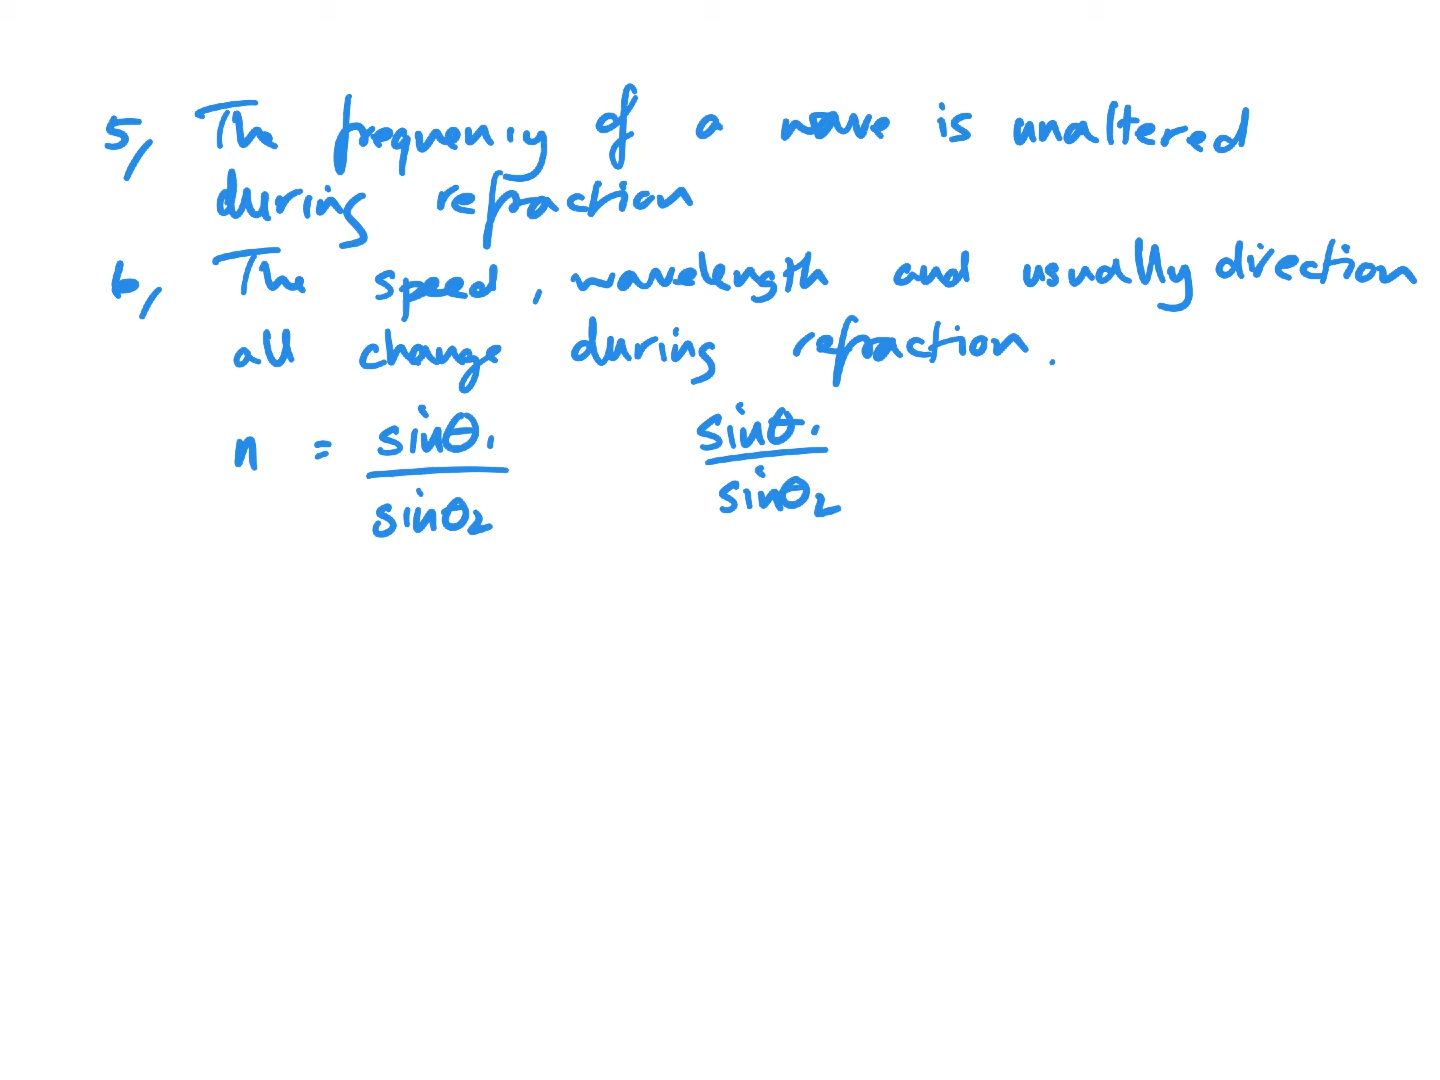 5, The frequency of a wave is unaltered
during refraction
6, The speed, wavelength and usually direction
all change during refraction.
n = sinθ₁ / sinθ₂    sinθ₁ / sinθ₂